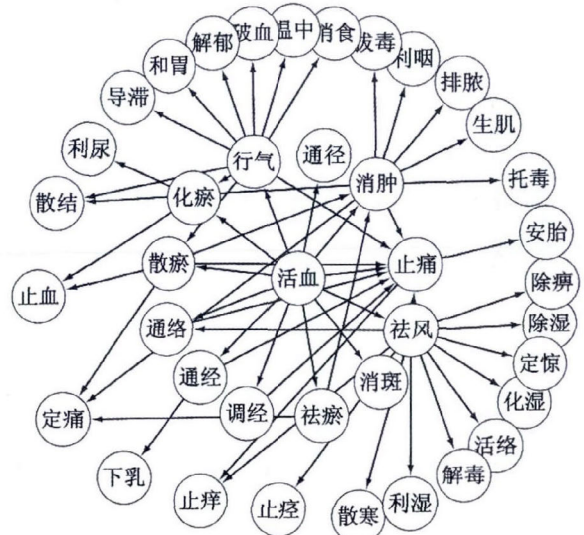 解郁
破血
温中
消食
拔毒
和胃
利咽
导滞
排脓
生肌
利尿
行气
通径
消肿
托毒
散结
化瘀
安胎
散瘀
活血
止痛
止血
除痹
通络
祛风
除湿
通经
消斑
定惊
定痛
调经
祛瘀
化湿
活络
下乳
解毒
止痒
止痉
散寒
利湿